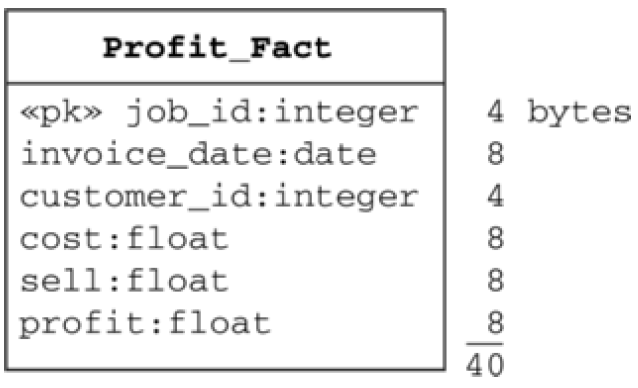 Profit_Fact
«pk» job_id:integer 4 bytes
invoice_date:date 8
customer_id:integer 4
cost:float 8
sell:float 8
profit:float 8
40